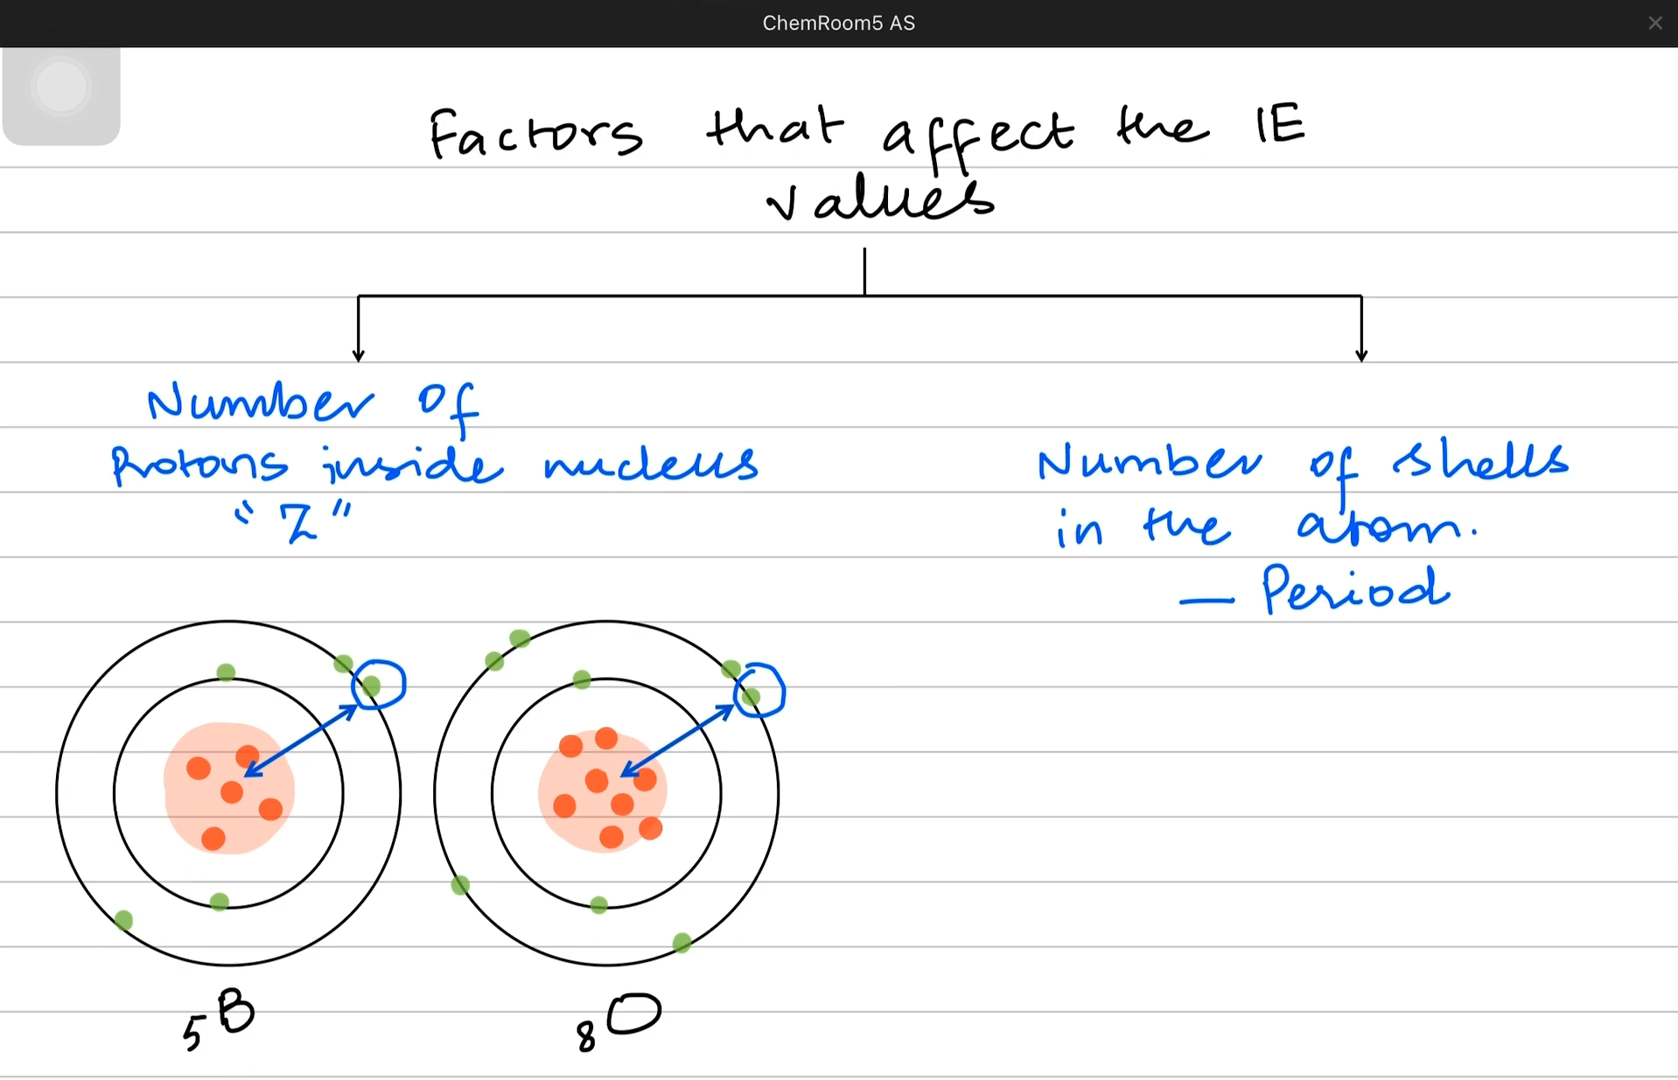 ChemRoom5 AS
Factors that affect the IE
values
Number of
Protons inside nucleus
"Z"
Number of shells
in the atom.
— Period
5B
8O